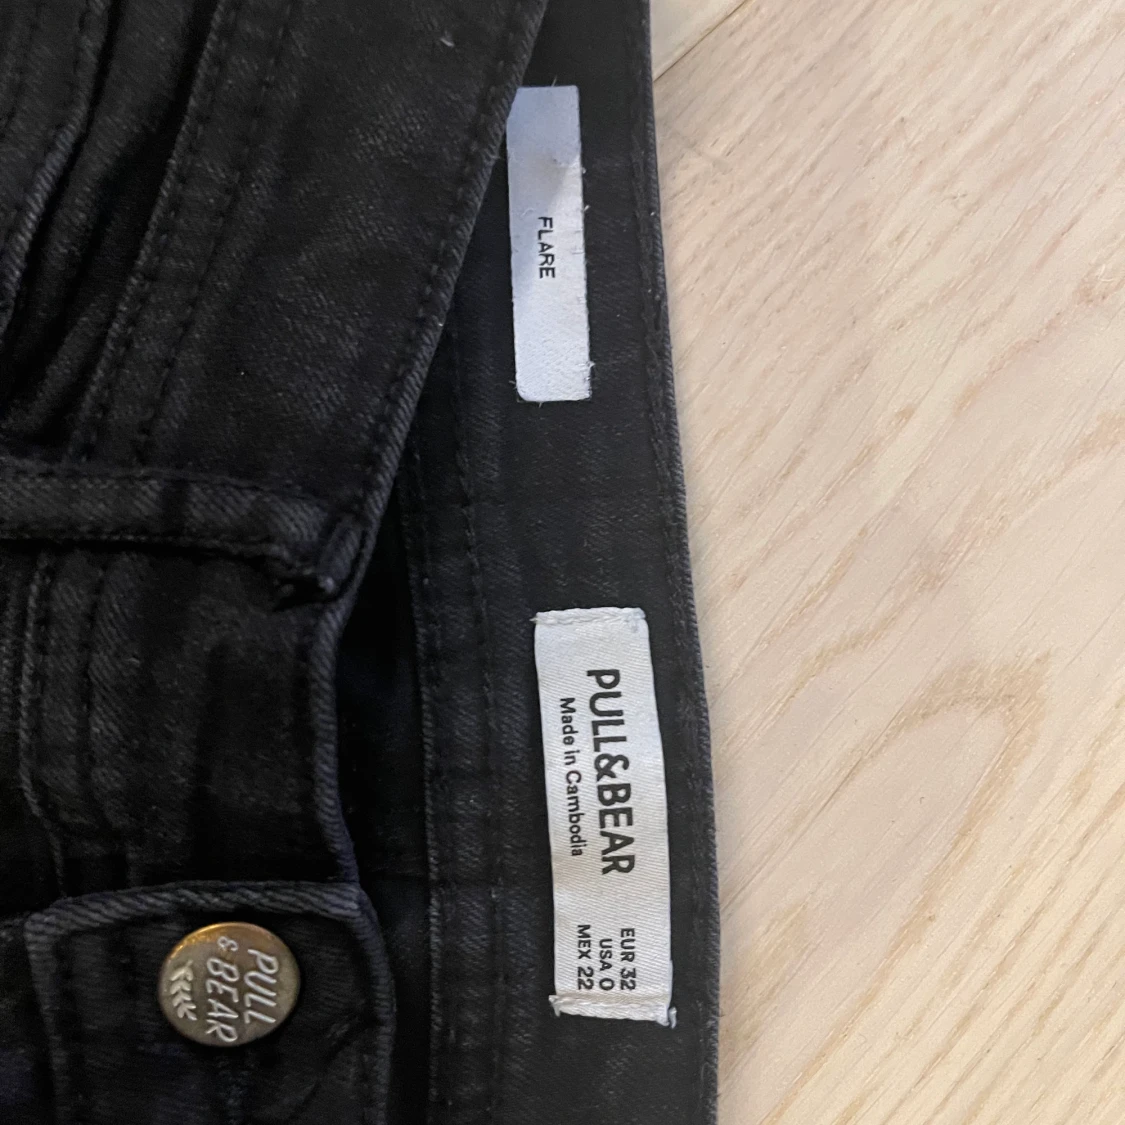 FLARE
PULL&BEAR
Made in Cambodia
EUR 32
USA 0
MEX 22
PULL
& BEAR